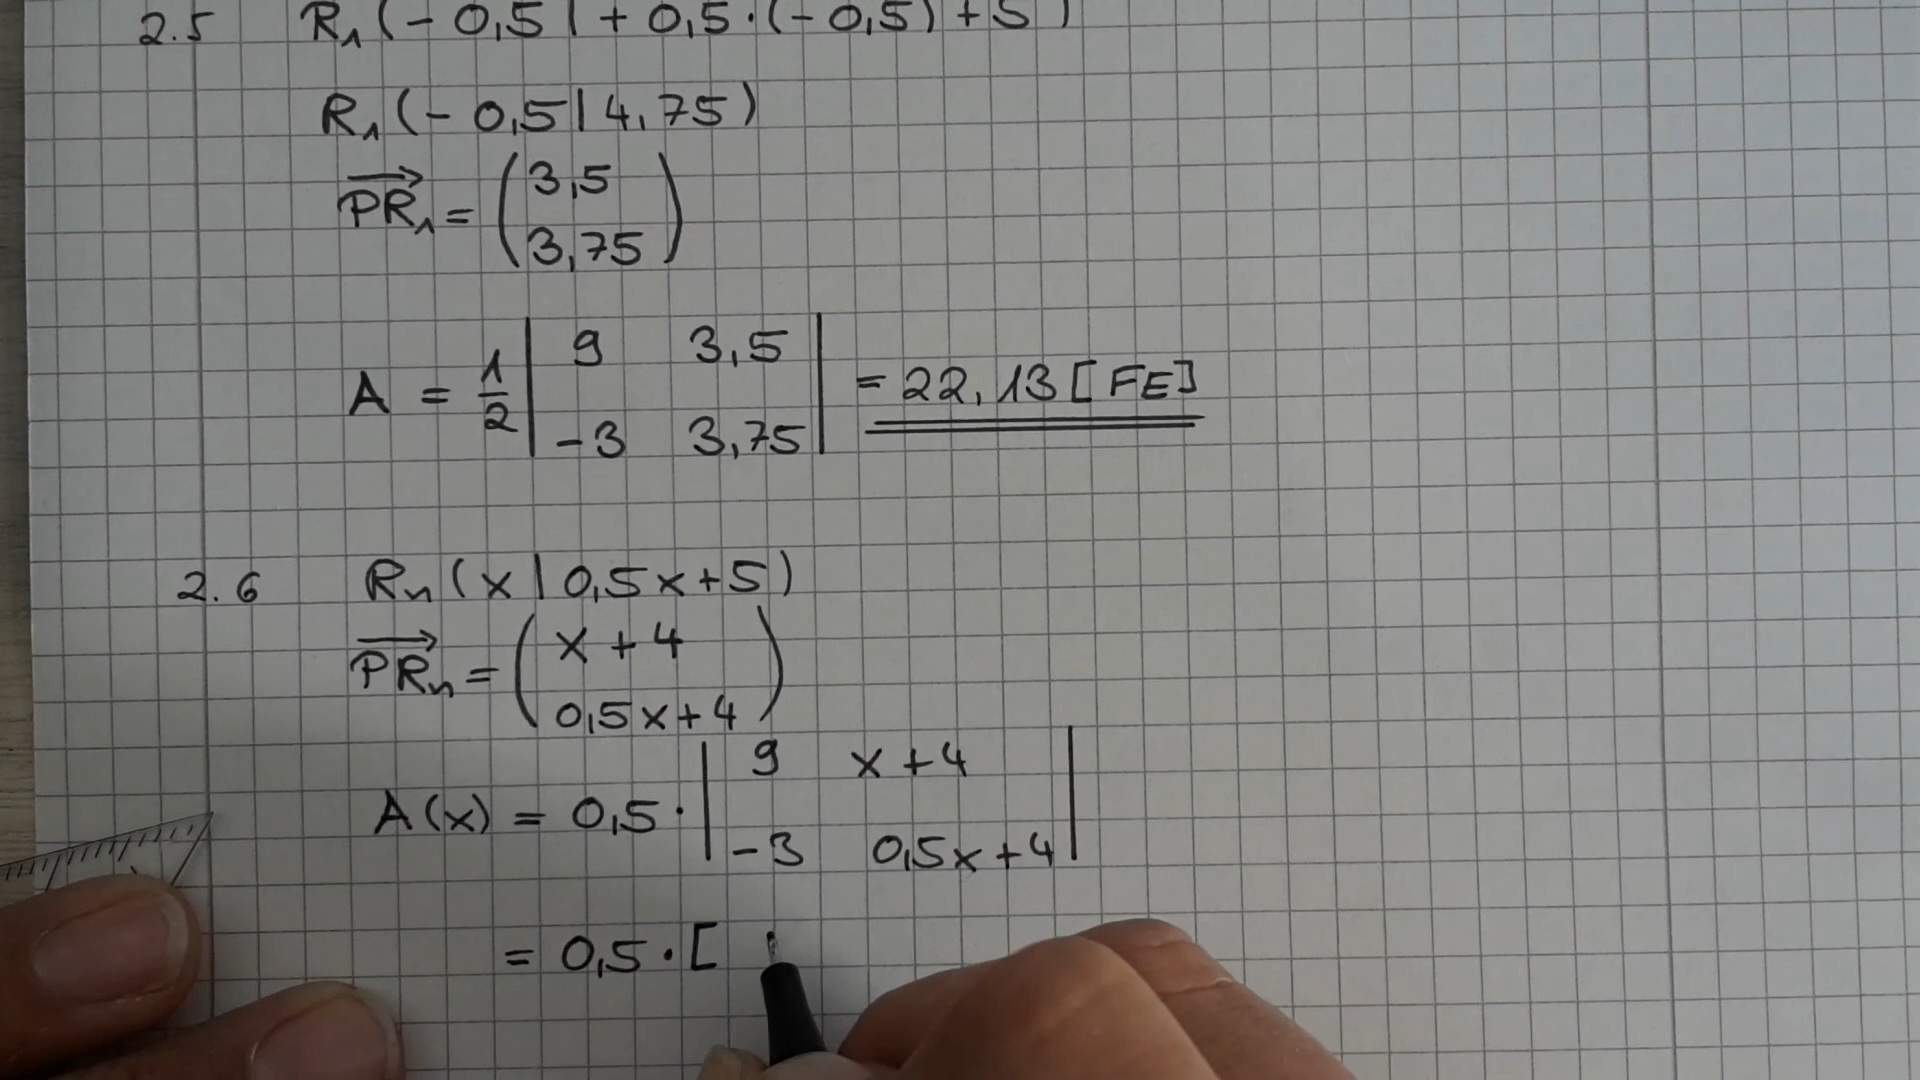 2.5 R₁(-0,5|+0,5·(-0,5)+5)
R₁(-0,5|4,75)
PR₁ = (3,5
3,75)
A = 1/2 | 9 3,5
-3 3,75 | = 22,13 [FE]
2.6 Rₙ(x|0,5x+5)
PRₙ = (x+4
0,5x+4)
A(x) = 0,5 · | 9 x+4
-3 0,5x+4 |
= 0,5 · [